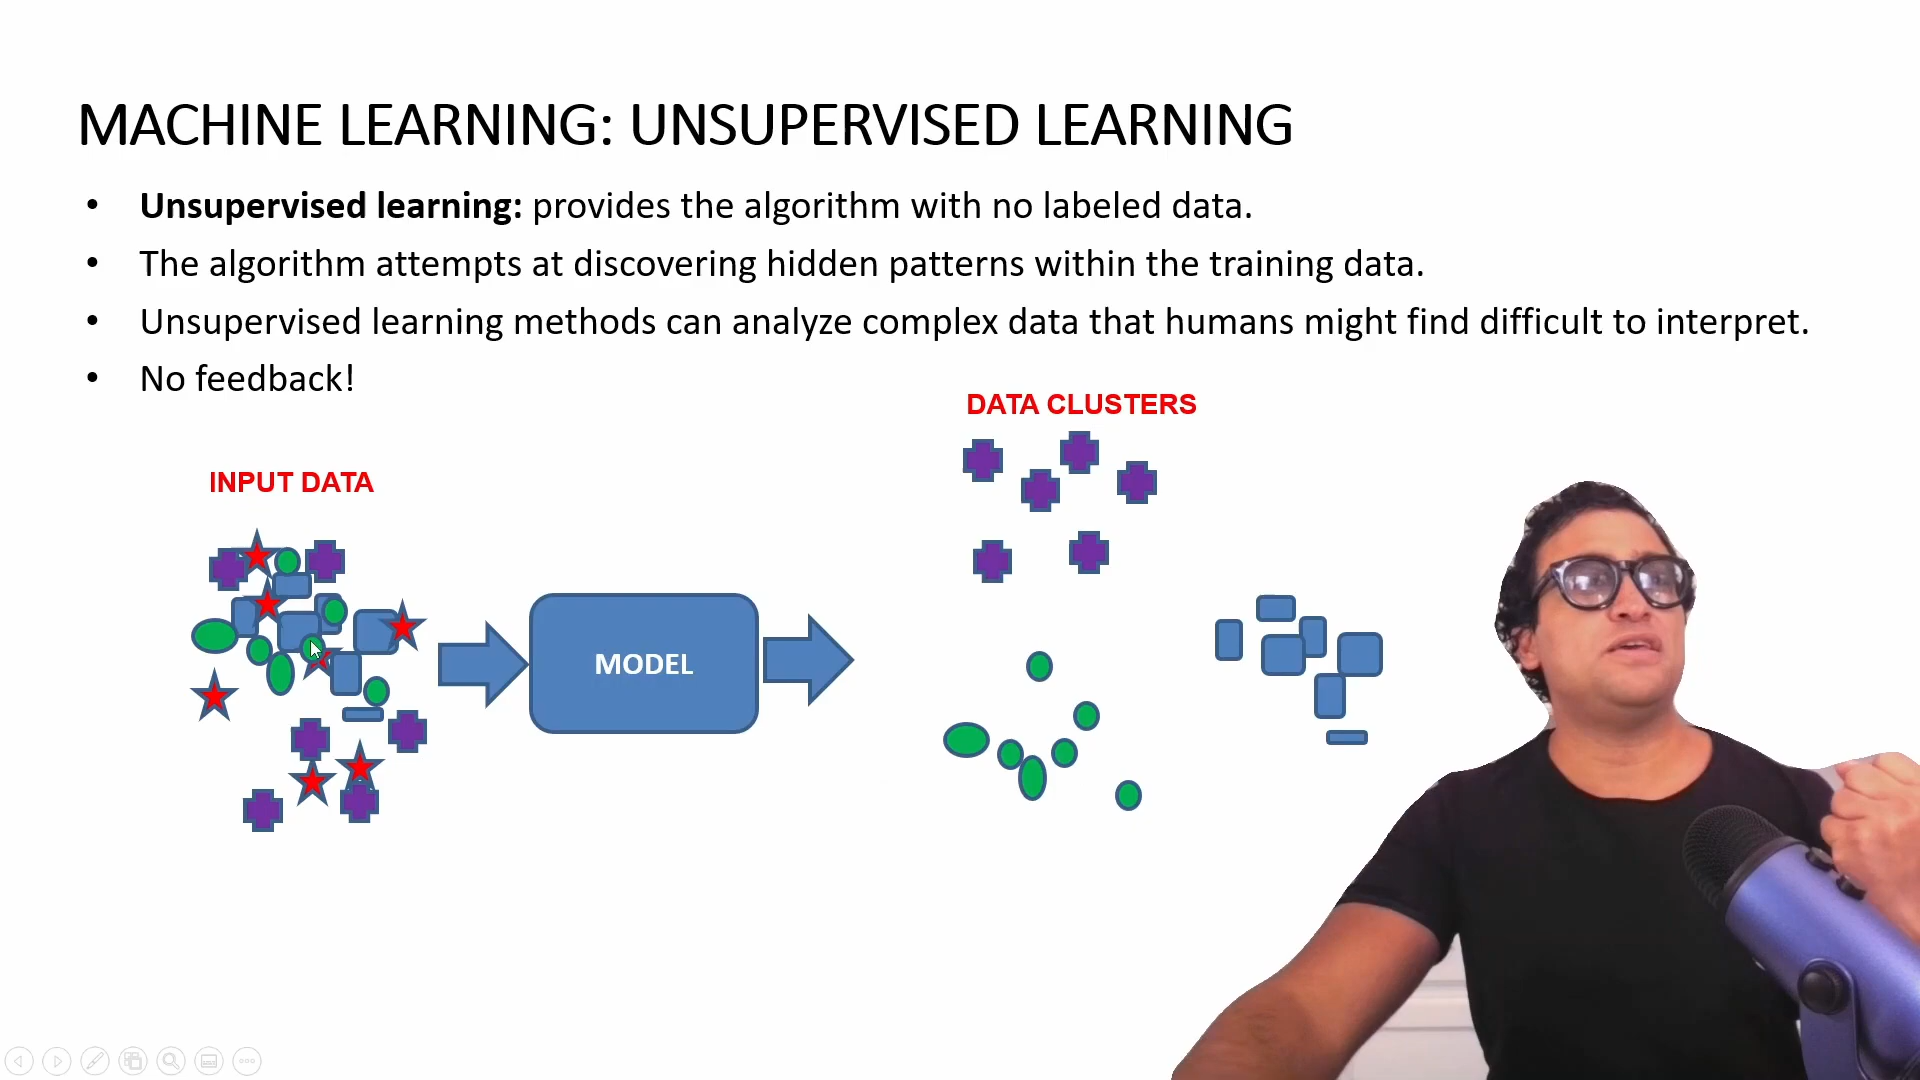 MACHINE LEARNING: UNSUPERVISED LEARNING
• Unsupervised learning: provides the algorithm with no labeled data.
• The algorithm attempts at discovering hidden patterns within the training data.
• Unsupervised learning methods can analyze complex data that humans might find difficult to interpret.
• No feedback!
DATA CLUSTERS
INPUT DATA
MODEL